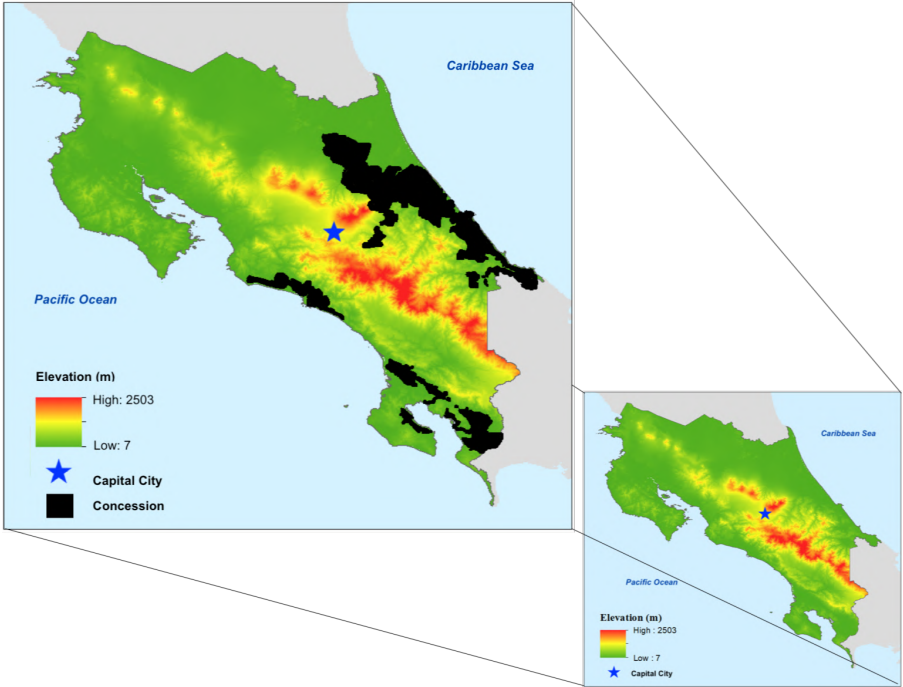 Caribbean Sea
Pacific Ocean
Elevation (m)
High: 2503
Low: 7
Capital City
Concession
Caribbean Sea
Pacific Ocean
Elevation (m)
High : 2503
Low : 7
Capital City